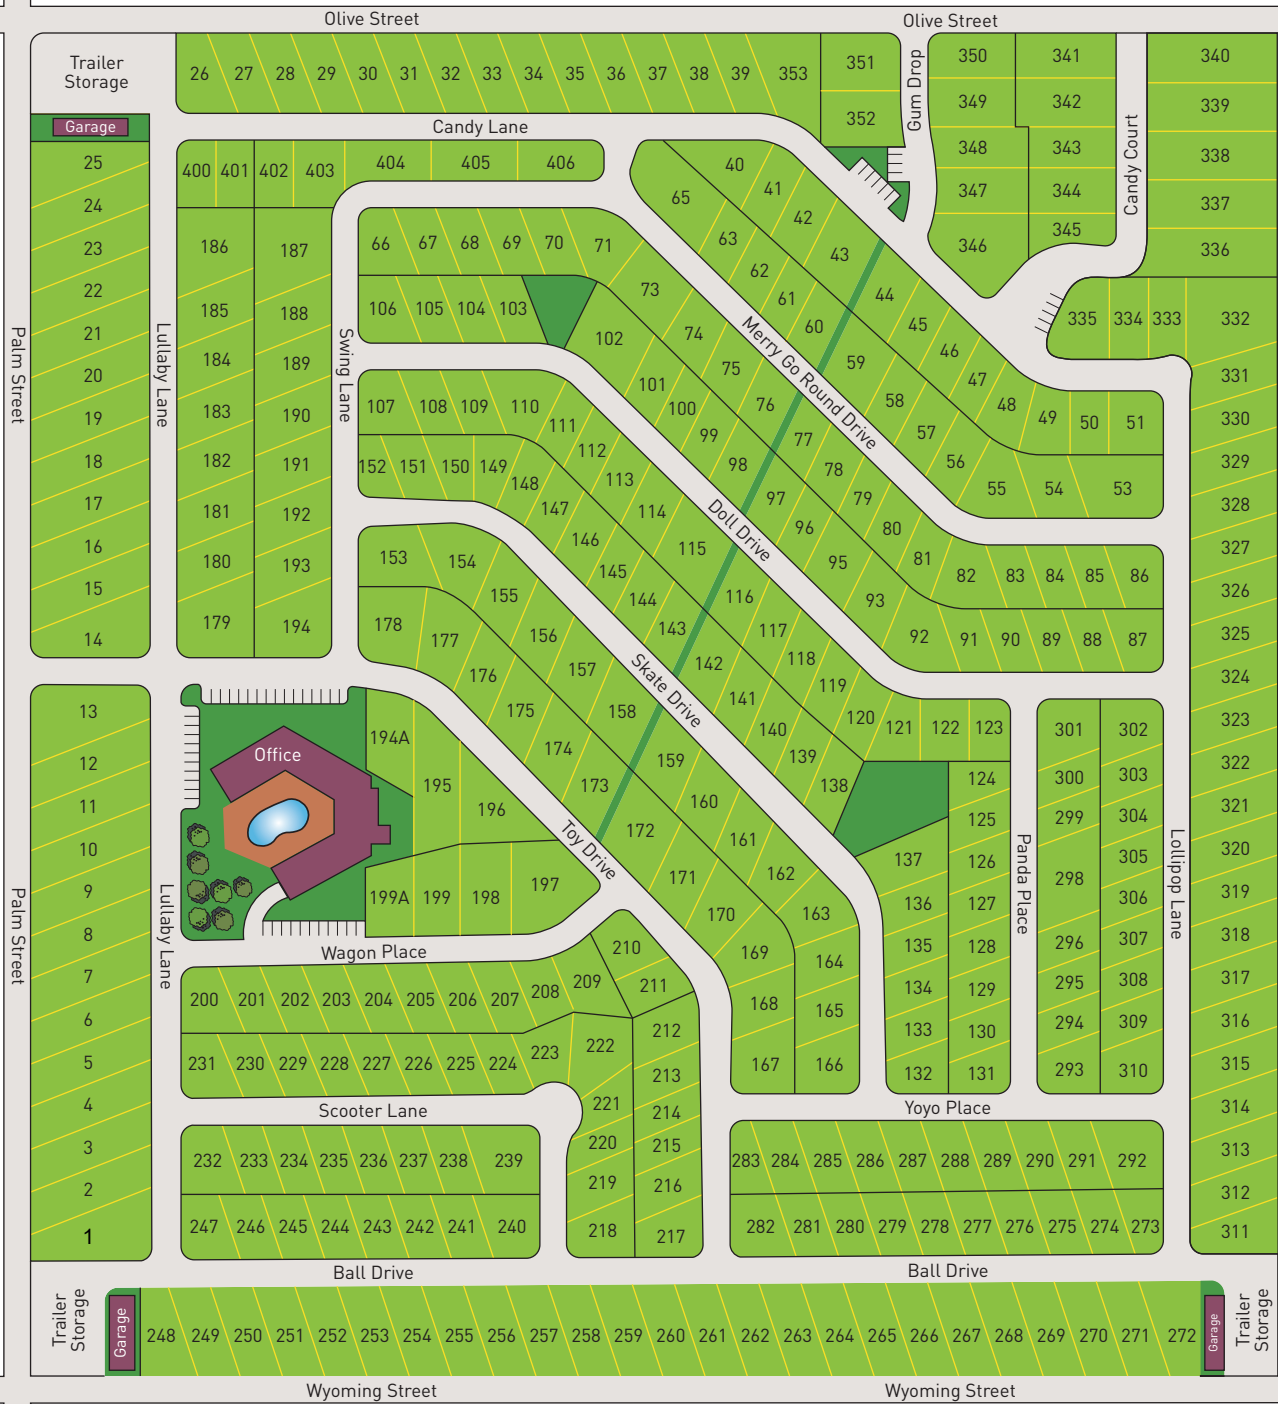 Olive Street
Olive Street
Trailer
Storage
26 27 28 29 30 31 32 33 34 35 36 37 38 39 353
351
352
Gum Drop
350 341
349 342
348 343
347 344
346 345
Candy Court
340
339
338
337
336
Garage
Candy Lane
25
24
23
22
21
20
19
18
17
16
15
14
Palm Street
Lullaby Lane
400 401 402 403 404 405 406
186 187
185 188
184 189
183 190
182 191
181 192
180 193
179 194
Swing Lane
40 41 42 43 44 45 46 47 48 49 50 51
65 63 62 61 60 59 58 57 56 55 54 53
Merry Go Round Drive
335 334 333 332
66 67 68 69 70 71 73 74 75 76 77 78 79 80 81 82 83 84 85 86
106 105 104 103 102 101 100 99 98 97 96 95 93 92 91 90 89 88 87
Doll Drive
107 108 109 110 111 112 113 114 115 116 117 118 119 120 121 122 123
152 151 150 149 148 147 146 145 144 143 142 141 140 139 138
Skate Drive
153 154 155 156 157 158 159 160 161 162 163 164 165 166
178 177 176 175 174 173 172 171 170 169 168 167
Toy Drive
331
330
329
328
327
326
325
324
323
322
321
320
319
318
317
316
315
314
313
312
311
Lollipop Lane
124
125
126
127
128
129
130
131
137
136
135
134
133
132
Panda Place
301 302
300 303
299 304
298 305
306
296 307
295 308
294 309
293 310
13
12
11
10
9
8
7
6
5
4
3
2
1
Palm Street
Lullaby Lane
Office
194A 195 196
199A 199 198 197
Wagon Place
200 201 202 203 204 205 206 207 208 209 210 211
231 230 229 228 227 226 225 224 223 222
212
213
214
215
216
217
221
220
219
218
Scooter Lane
Yoyo Place
232 233 234 235 236 237 238 239
247 246 245 244 243 242 241 240
283 284 285 286 287 288 289 290 291 292
282 281 280 279 278 277 276 275 274 273
Ball Drive
Ball Drive
Trailer
Storage
Garage
248 249 250 251 252 253 254 255 256 257 258 259 260 261 262 263 264 265 266 267 268 269 270 271 272
Garage
Trailer
Storage
Wyoming Street
Wyoming Street